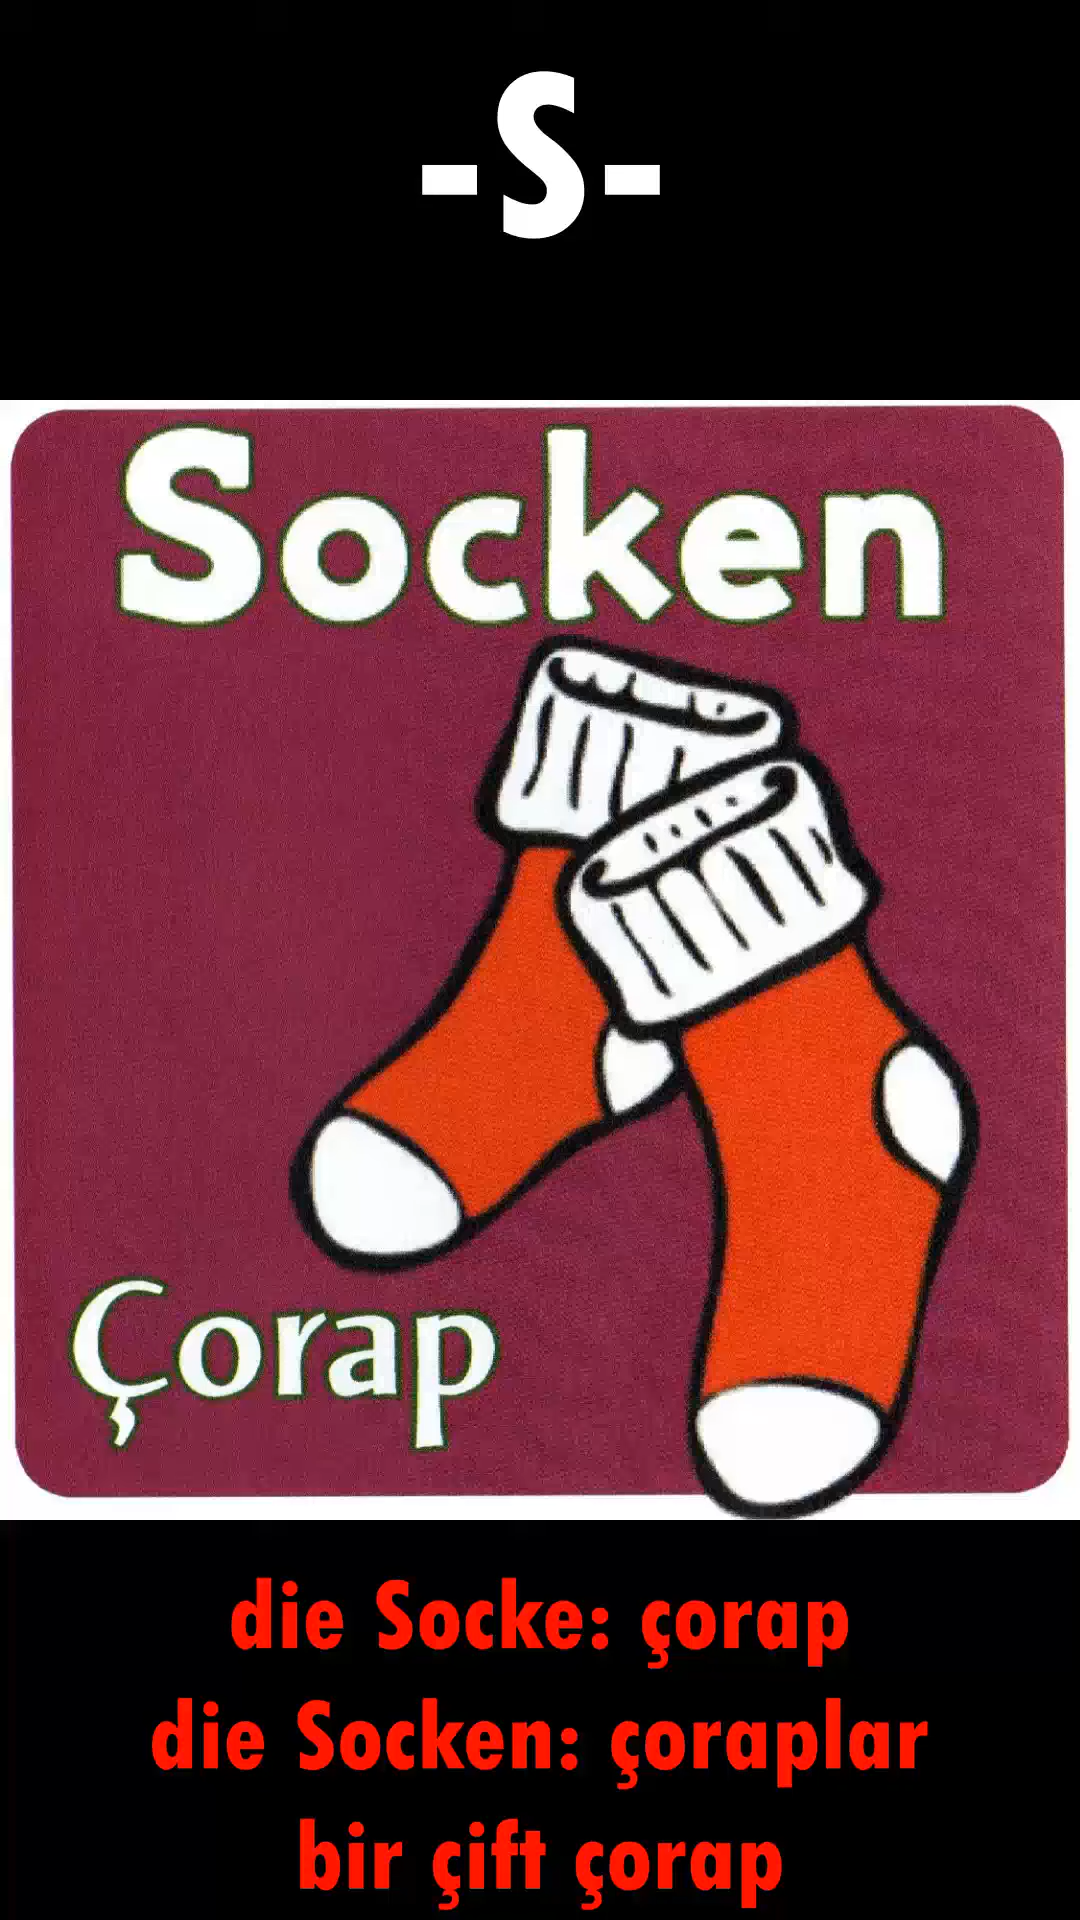 -S-
Socken
Çorap
die Socke: çorap
die Socken: çoraplar
bir çift çorap